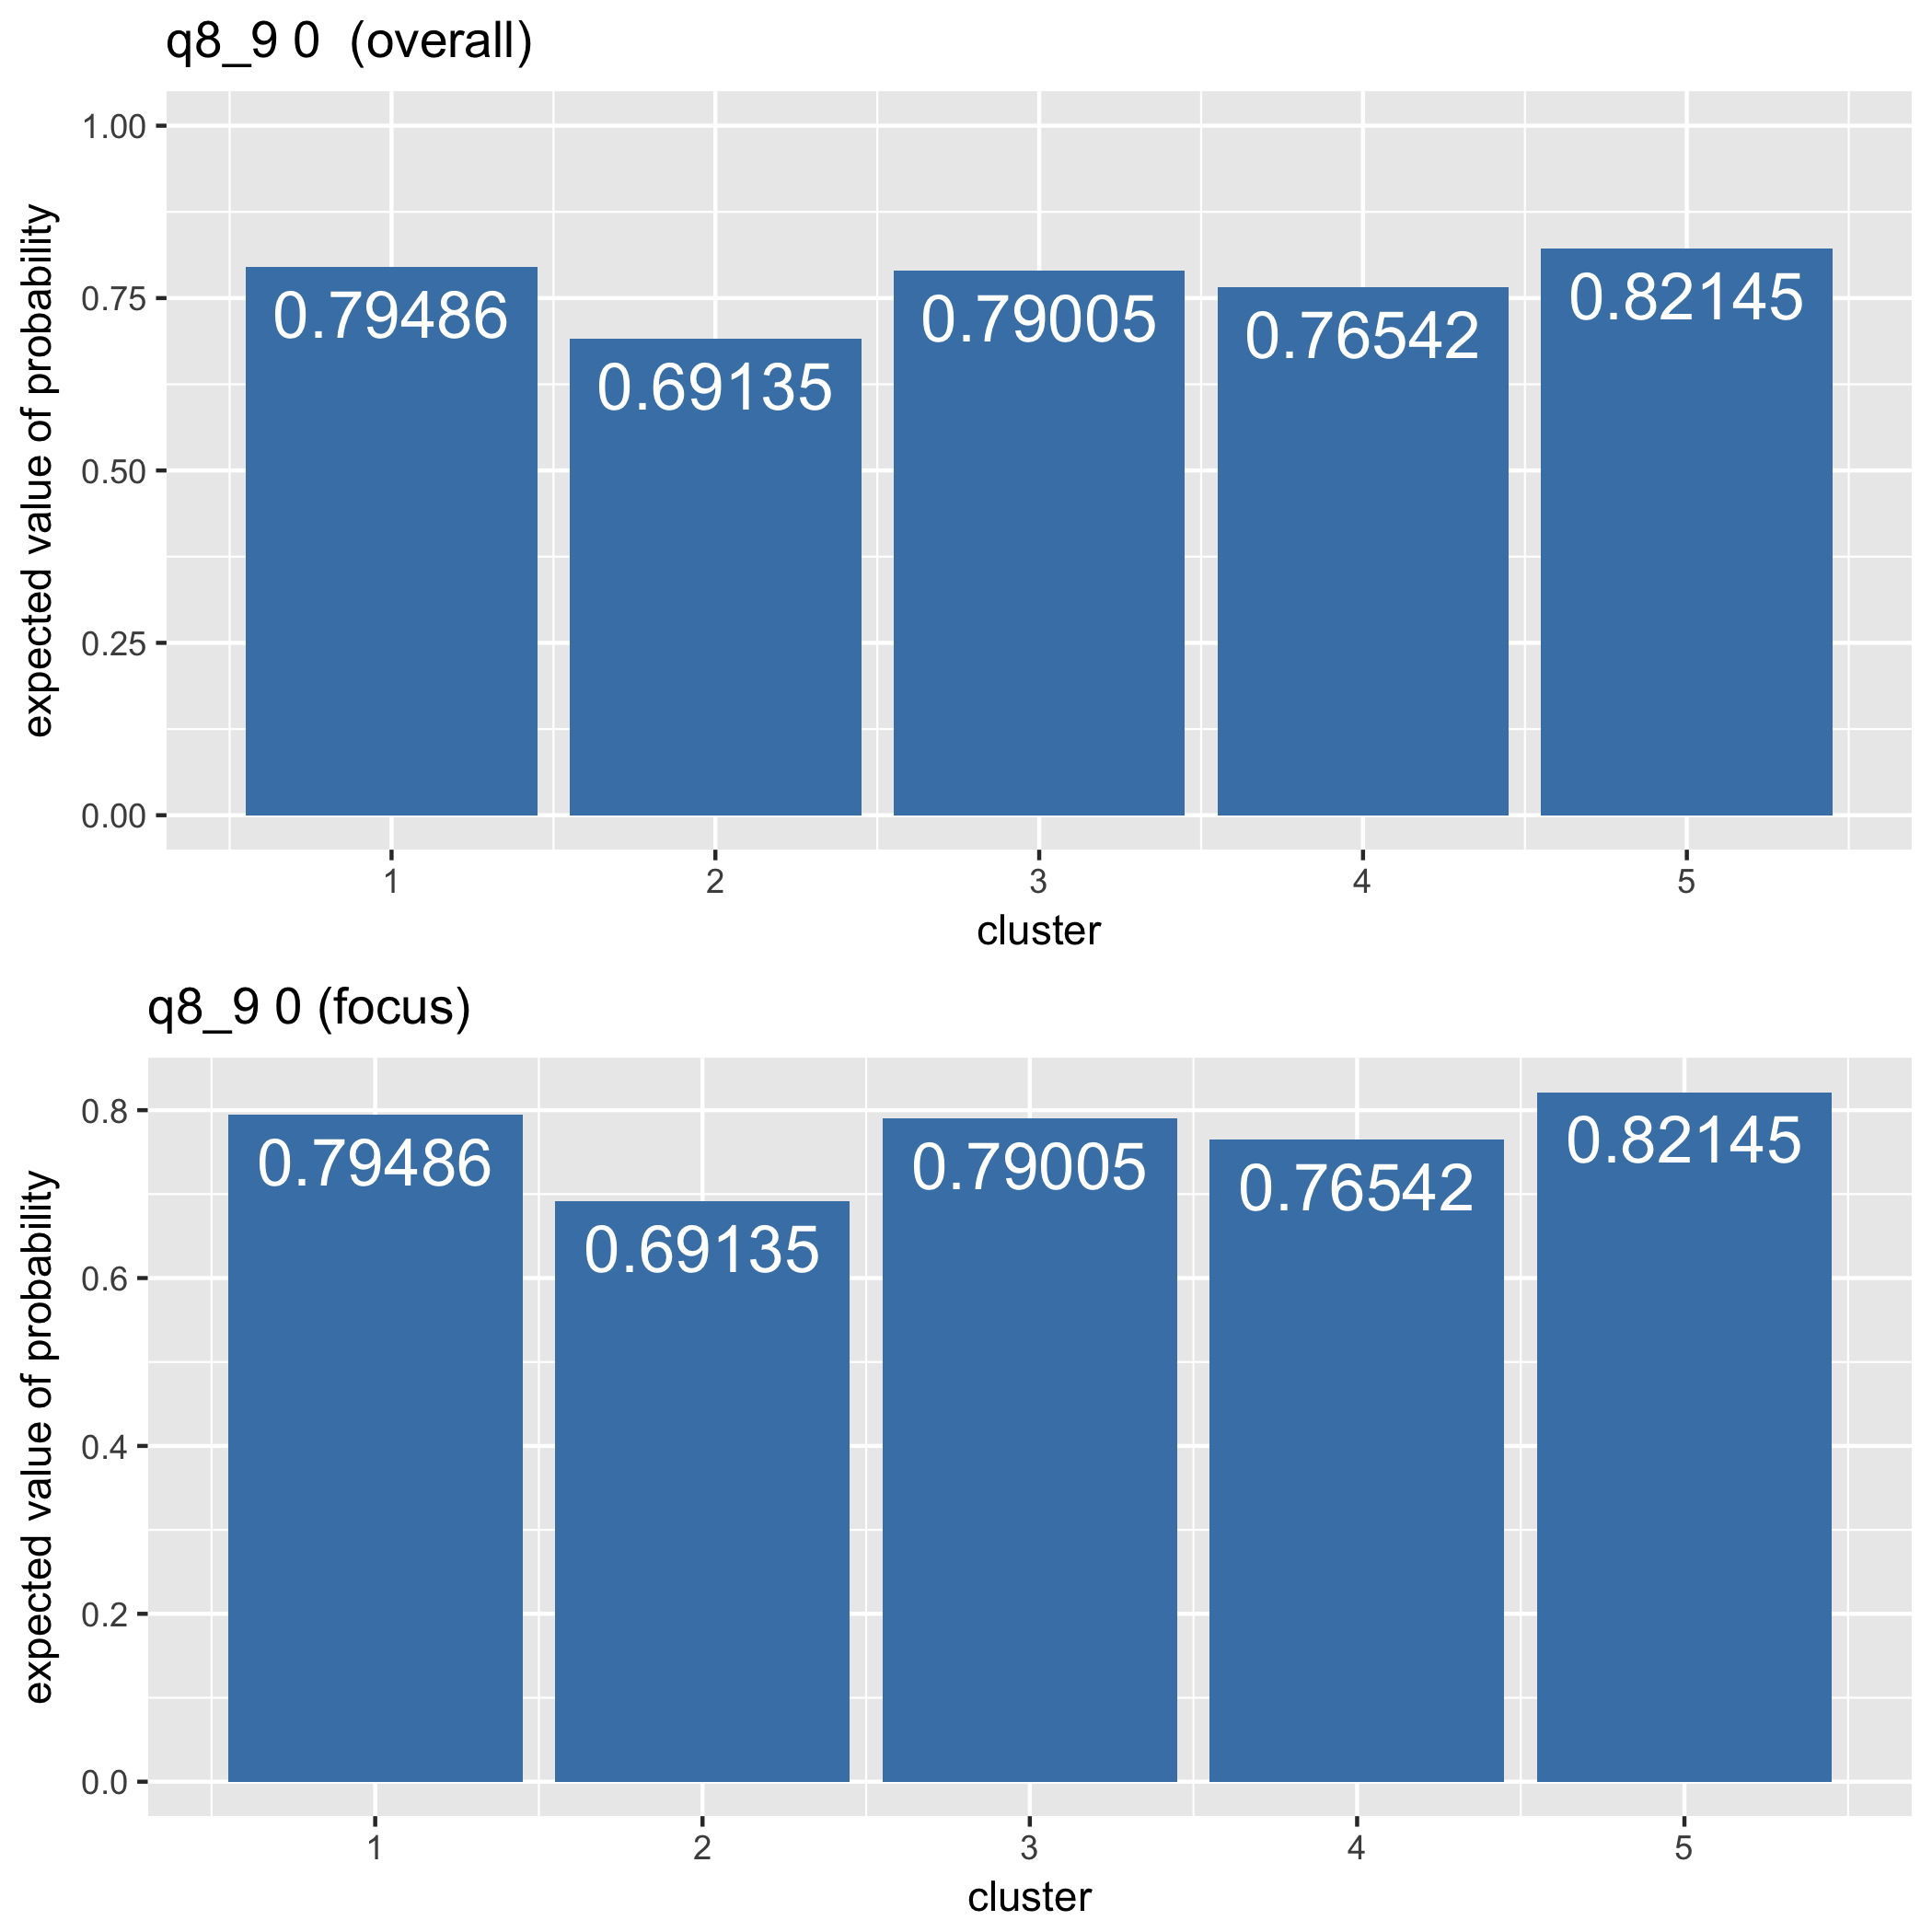 q8_9 0  (overall)
expected value of probability
1.00
0.75
0.50
0.25
0.00
0.79486
0.69135
0.79005
0.76542
0.82145
1 2 3 4 5
cluster
q8_9 0 (focus)
expected value of probability
0.8
0.6
0.4
0.2
0.0
0.79486
0.69135
0.79005
0.76542
0.82145
1 2 3 4 5
cluster